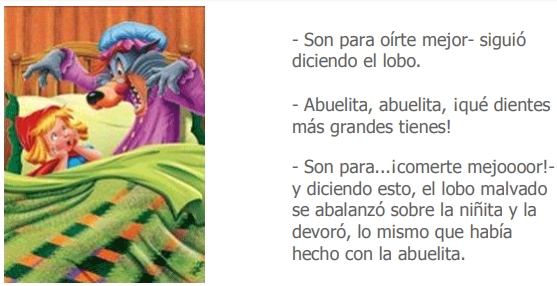 - Son para oírte mejor- siguió
diciendo el lobo.
- Abuelita, abuelita, ¡qué dientes
más grandes tienes!
- Son para...¡comerte mejoooor!-
y diciendo esto, el lobo malvado
se abalanzó sobre la niñita y la
devoró, lo mismo que había
hecho con la abuelita.